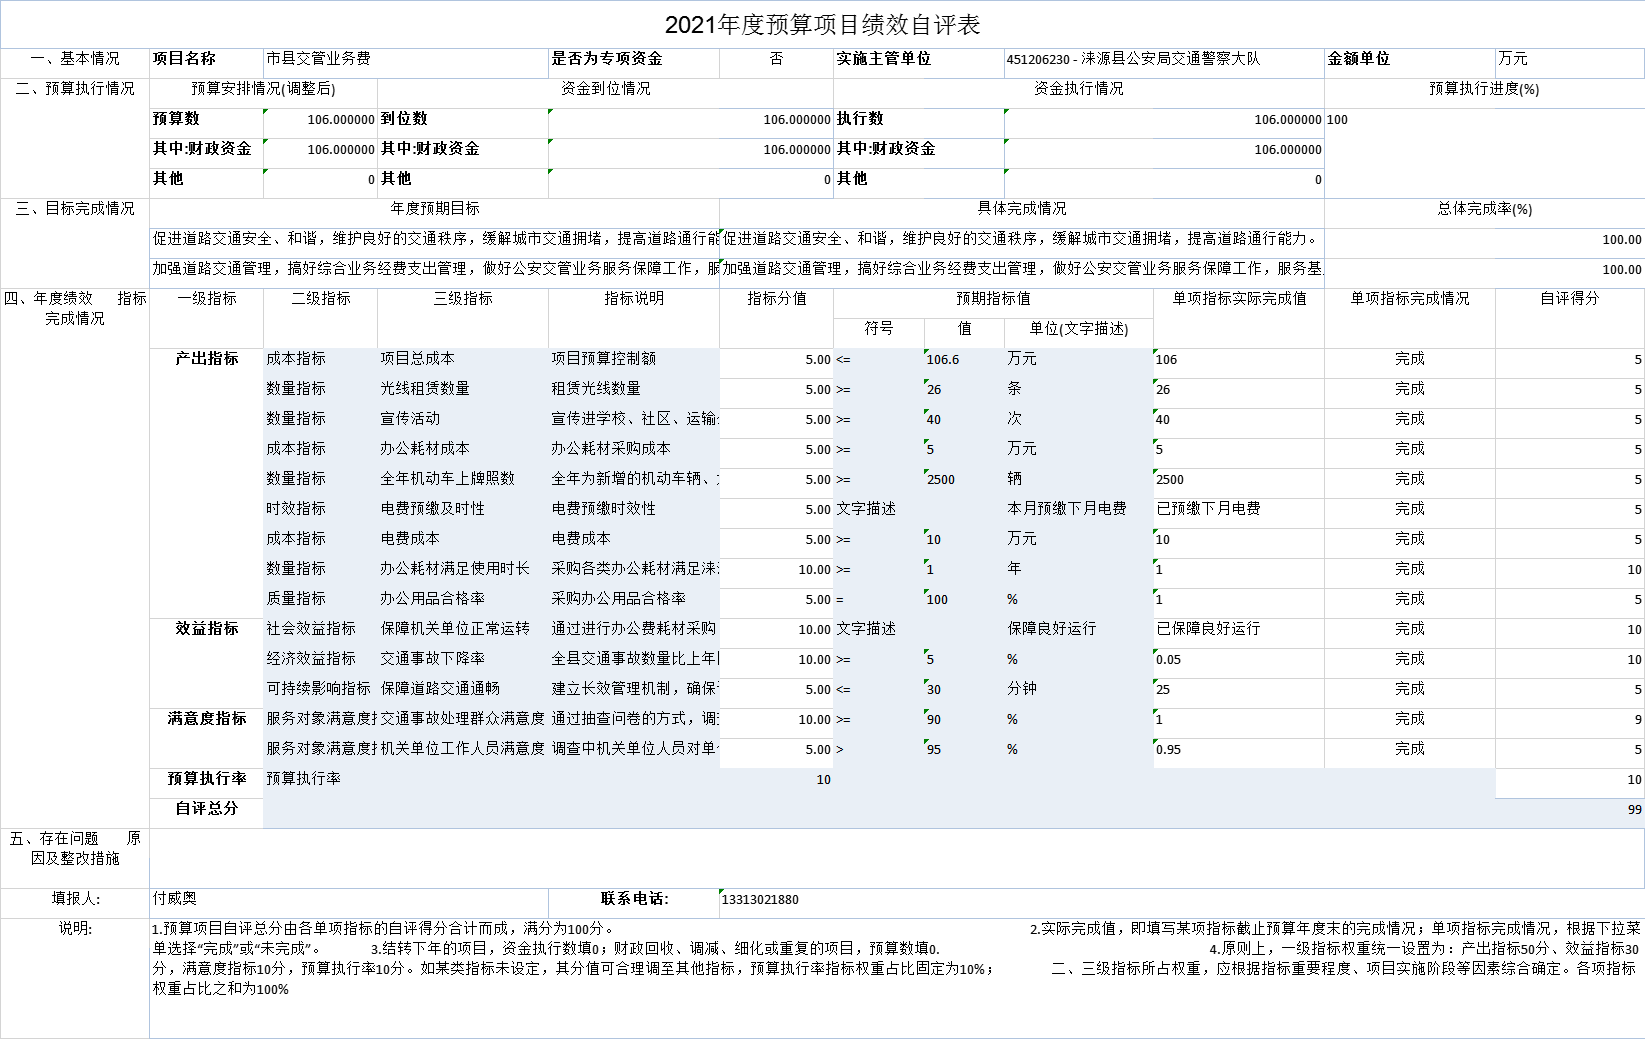 2021年度预算项目绩效自评表
一、基本情况 项目名称 市县交管业务费 是否为专项资金 否 实施主管单位 451206230 - 涞源县公安局交通警察大队 金额单位 万元
二、预算执行情况 预算安排情况(调整后) 资金到位情况 资金执行情况 预算执行进度(%)
预算数 106.000000 到位数 106.000000 执行数 106.000000 100
其中:财政资金 106.000000 其中:财政资金 106.000000 其中:财政资金 106.000000
其他 0 其他 0 其他 0
三、目标完成情况 年度预期目标 具体完成情况 总体完成率(%)
促进道路交通安全、和谐，维护良好的交通秩序，缓解城市交通拥堵，提高道路通行能 促进道路交通安全、和谐，维护良好的交通秩序，缓解城市交通拥堵，提高道路通行能力。 100.00
加强道路交通管理，搞好综合业务经费支出管理，做好公安交管业务服务保障工作，服 加强道路交通管理，搞好综合业务经费支出管理，做好公安交管业务服务保障工作，服务基 100.00
四、年度绩效 指标 一级指标 二级指标 三级指标 指标说明 指标分值 预期指标值 单项指标实际完成值 单项指标完成情况 自评得分
完成情况 符号 值 单位(文字描述)
产出指标 成本指标 项目总成本 项目预算控制额 5.00 <= 106.6 万元 106 完成 5
数量指标 光线租赁数量 租赁光线数量 5.00 >= 26 条 26 完成 5
数量指标 宣传活动 宣传进学校、社区、运输 5.00 >= 40 次 40 完成 5
成本指标 办公耗材成本 办公耗材采购成本 5.00 >= 5 万元 5 完成 5
数量指标 全年机动车上牌照数 全年为新增的机动车辆、 5.00 >= 2500 辆 2500 完成 5
时效指标 电费预缴及时性 电费预缴时效性 5.00 文字描述 本月预缴下月电费 已预缴下月电费 完成 5
成本指标 电费成本 电费成本 5.00 >= 10 万元 10 完成 5
数量指标 办公耗材满足使用时长 采购各类办公耗材满足涞 10.00 >= 1 年 1 完成 10
质量指标 办公用品合格率 采购办公用品合格率 5.00 = 100 % 1 完成 5
效益指标 社会效益指标 保障机关单位正常运转 通过进行办公费耗材采购 10.00 文字描述 保障良好运行 已保障良好运行 完成 10
经济效益指标 交通事故下降率 全县交通事故数量比上年 10.00 >= 5 % 0.05 完成 10
可持续影响指标 保障道路交通通畅 建立长效管理机制，确保 5.00 <= 30 分钟 25 完成 5
满意度指标 服务对象满意度 交通事故处理群众满意度 通过抽查问卷的方式，调 10.00 >= 90 % 1 完成 9
服务对象满意度 机关单位工作人员满意度 调查中机关单位人员对单 5.00 > 95 % 0.95 完成 5
预算执行率 预算执行率 10 10
自评总分 99
五、存在问题 原
因及整改措施
填报人: 付威奥 联系电话: 13313021880
说明: 1.预算项目自评总分由各单项指标的自评得分合计而成，满分为100分。 2.实际完成值，即填写某项指标截止预算年度末的完成情况；单项指标完成情况，根据下拉菜
单选择“完成”或“未完成”。 3.结转下年的项目，资金执行数填0；财政回收、调减、细化或重复的项目，预算数填0. 4.原则上，一级指标权重统一设置为：产出指标50分、效益指标30
分，满意度指标10分，预算执行率10分。如某类指标未设定，其分值可合理调至其他指标，预算执行率指标权重占比固定为10%； 二、三级指标所占权重，应根据指标重要程度、项目实施阶段等因素综合确定。各项指标
权重占比之和为100%